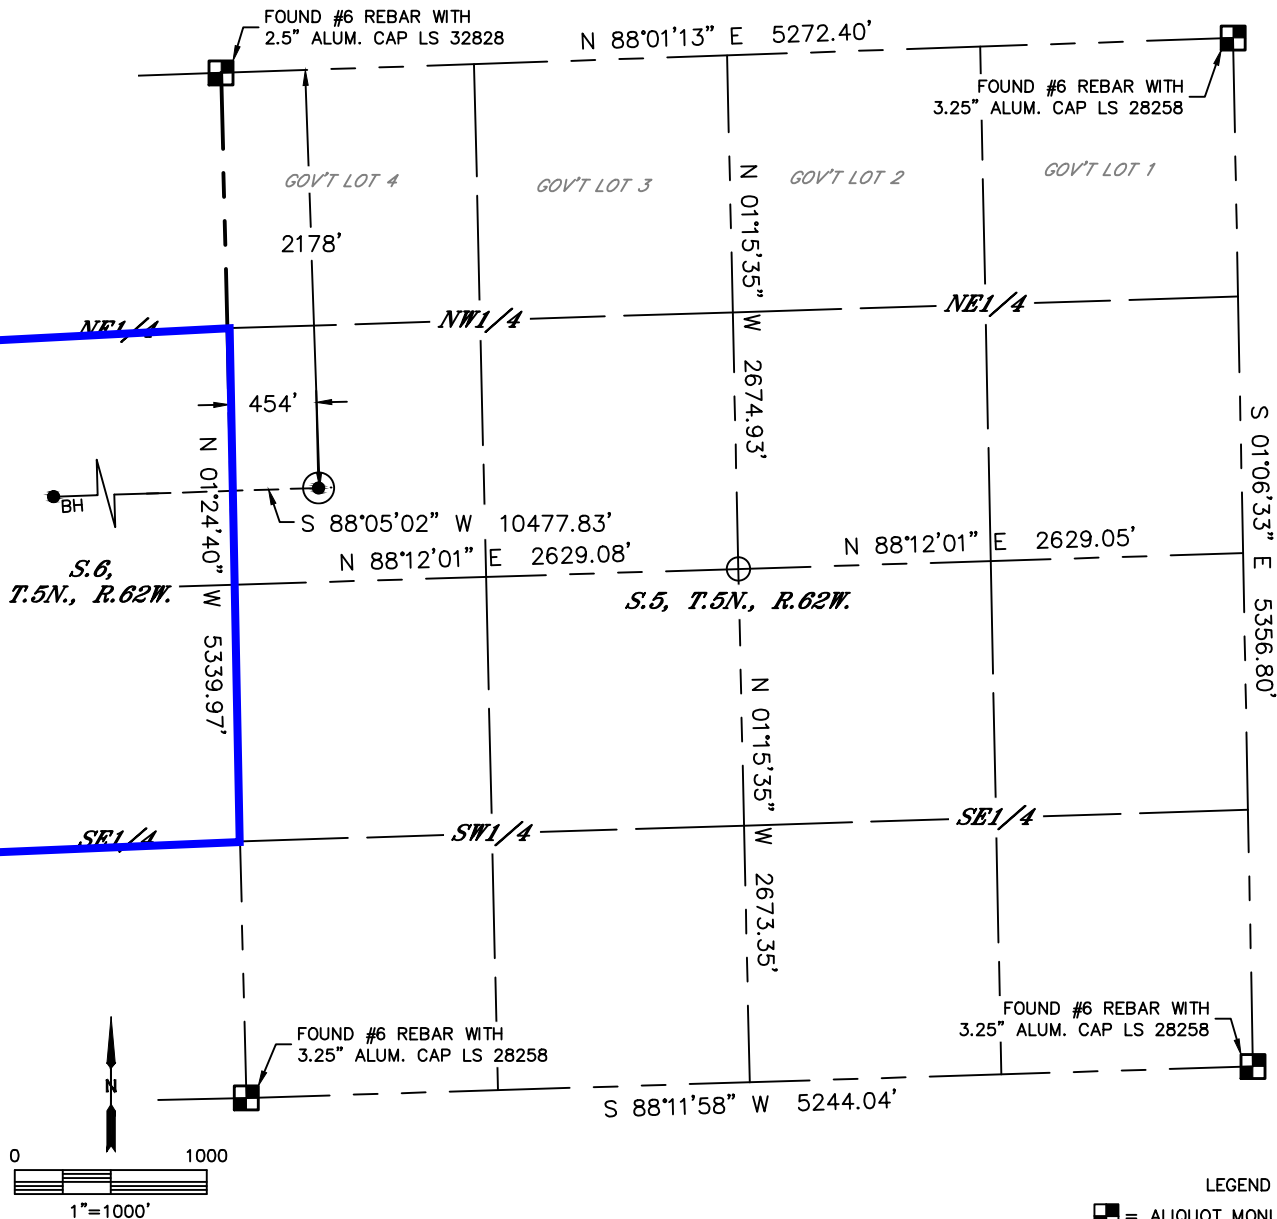 FOUND #6 REBAR WITH
2.5" ALUM. CAP LS 32828
N 88°01'13" E 5272.40'
FOUND #6 REBAR WITH
3.25" ALUM. CAP LS 28258
GOV'T LOT 4
GOV'T LOT 3
GOV'T LOT 2
GOV'T LOT 1
2178'
N 01°15'35" W 2674.93'
NE1/4
NW1/4
NE1/4
454'
N 01°24'40" W 5339.97'
S 01°06'33" E 5356.80'
BH
S 88°05'02" W 10477.83'
N 88°12'01" E 2629.08'
N 88°12'01" E 2629.05'
S.6,
T.5N., R.62W.
S.5, T.5N., R.62W.
N 01°15'35" W 2673.35'
SE1/4
SW1/4
SE1/4
FOUND #6 REBAR WITH
3.25" ALUM. CAP LS 28258
FOUND #6 REBAR WITH
3.25" ALUM. CAP LS 28258
N
S 88°11'58" W 5244.04'
0 1000
1"=1000'
LEGEND
= ALIQUOT